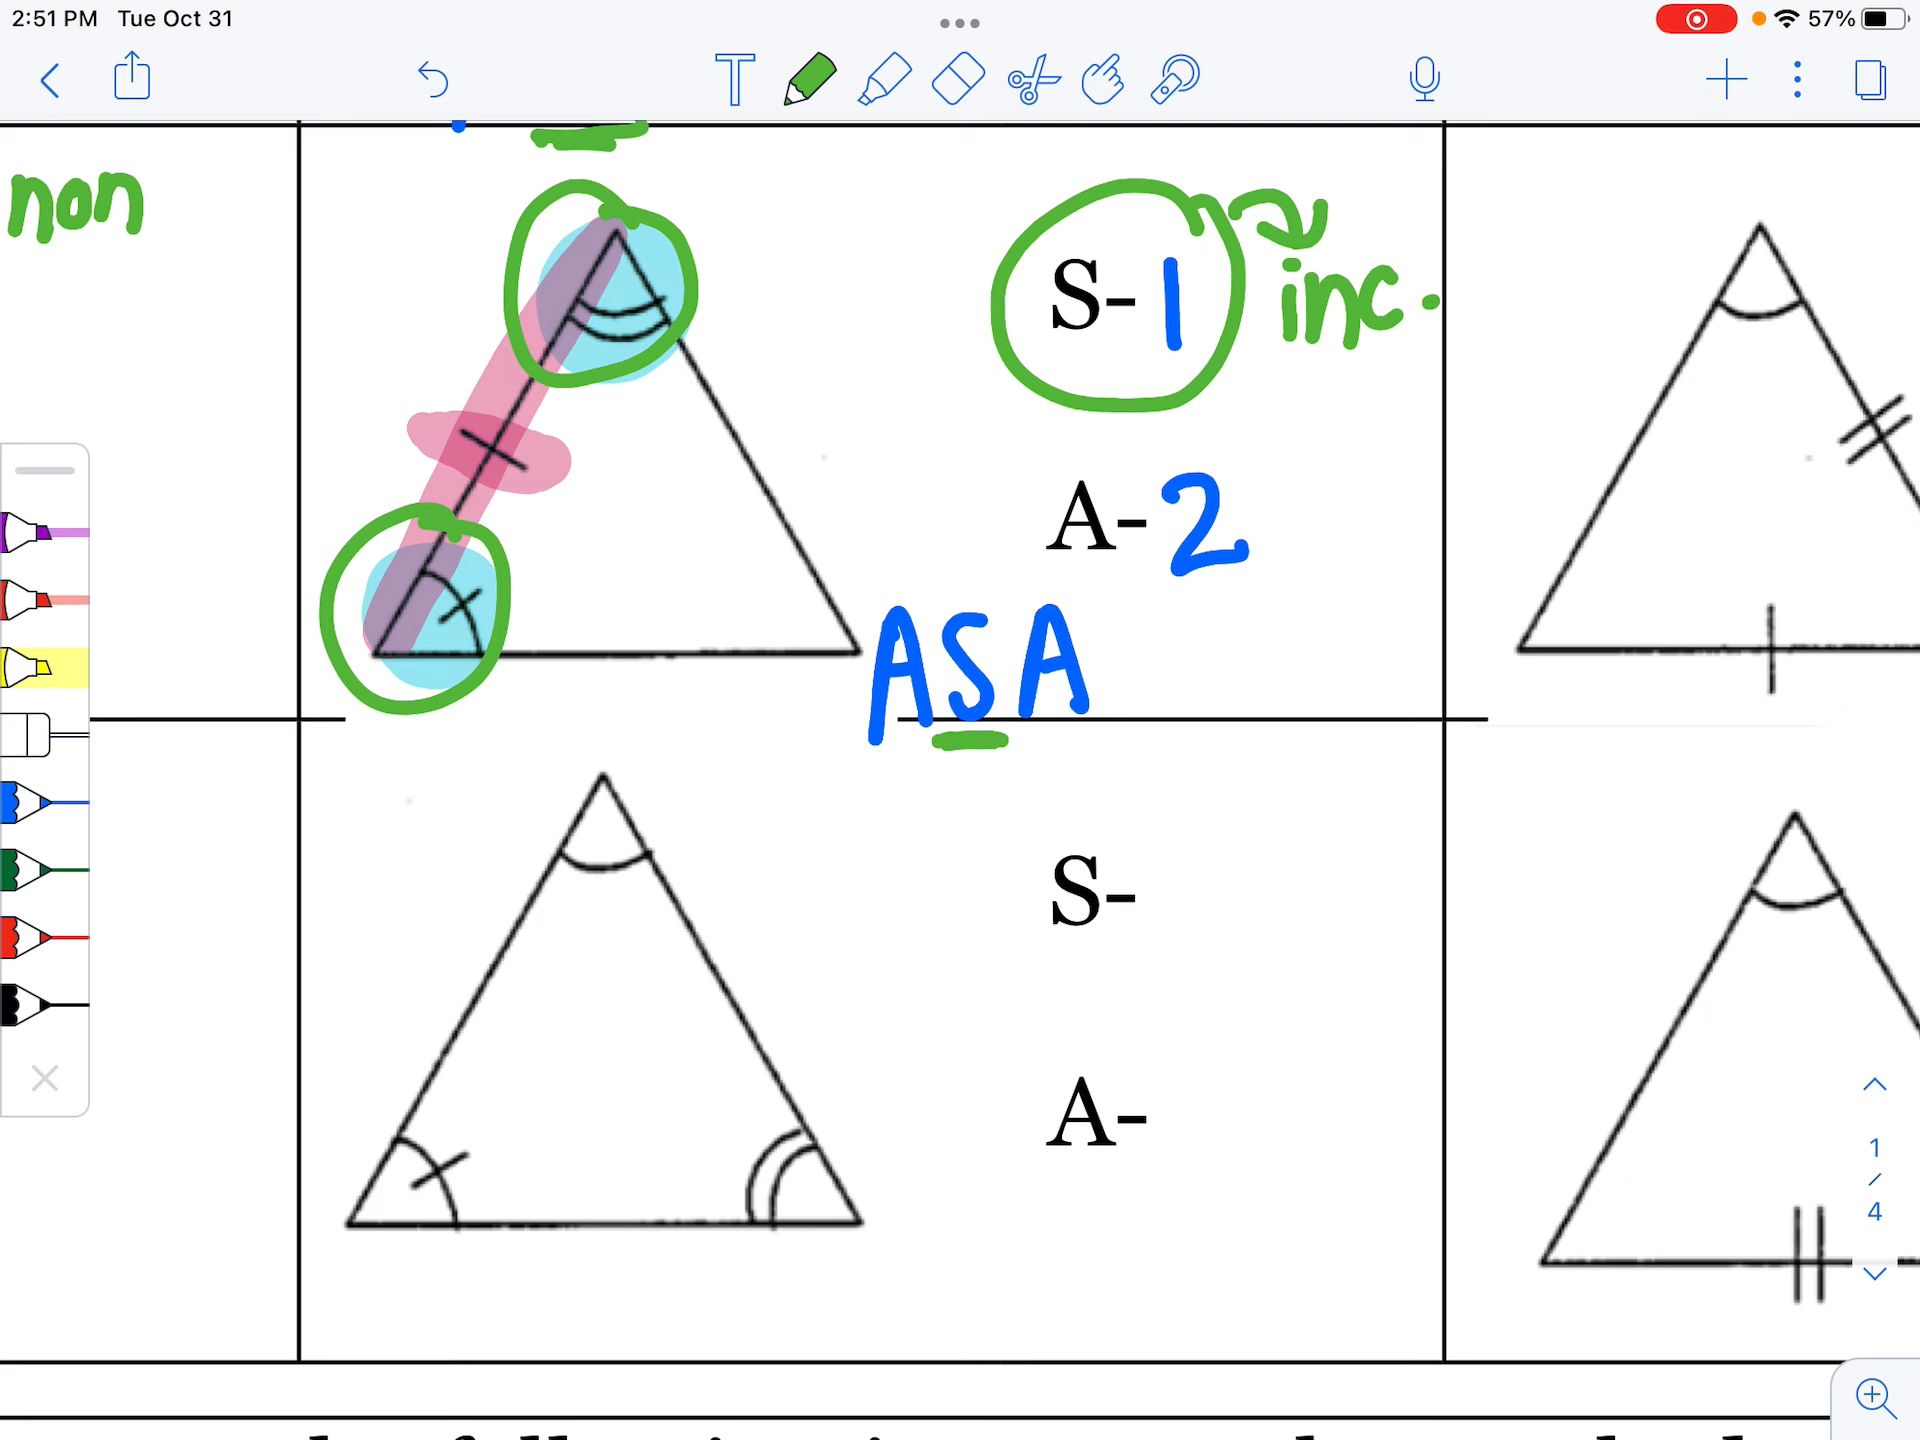 2:51 PM Tue Oct 31
57%
T
non
S- 1
inc.
A- 2
ASA
S-
A-
1
/
4